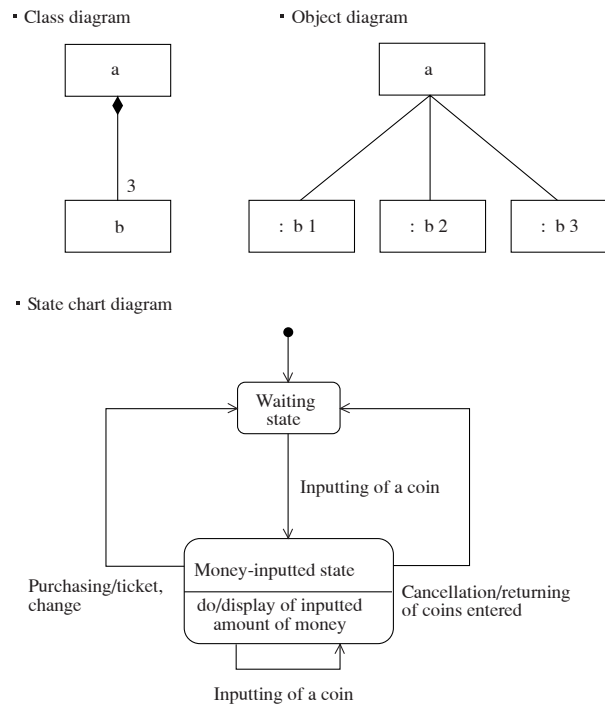 ▪ Class diagram
▪ Object diagram
a
a
3
b
: b 1
: b 2
: b 3
▪ State chart diagram
Waiting
state
Inputting of a coin
Money-inputted state
Purchasing/ticket,
change
do/display of inputted
amount of money
Cancellation/returning
of coins entered
Inputting of a coin